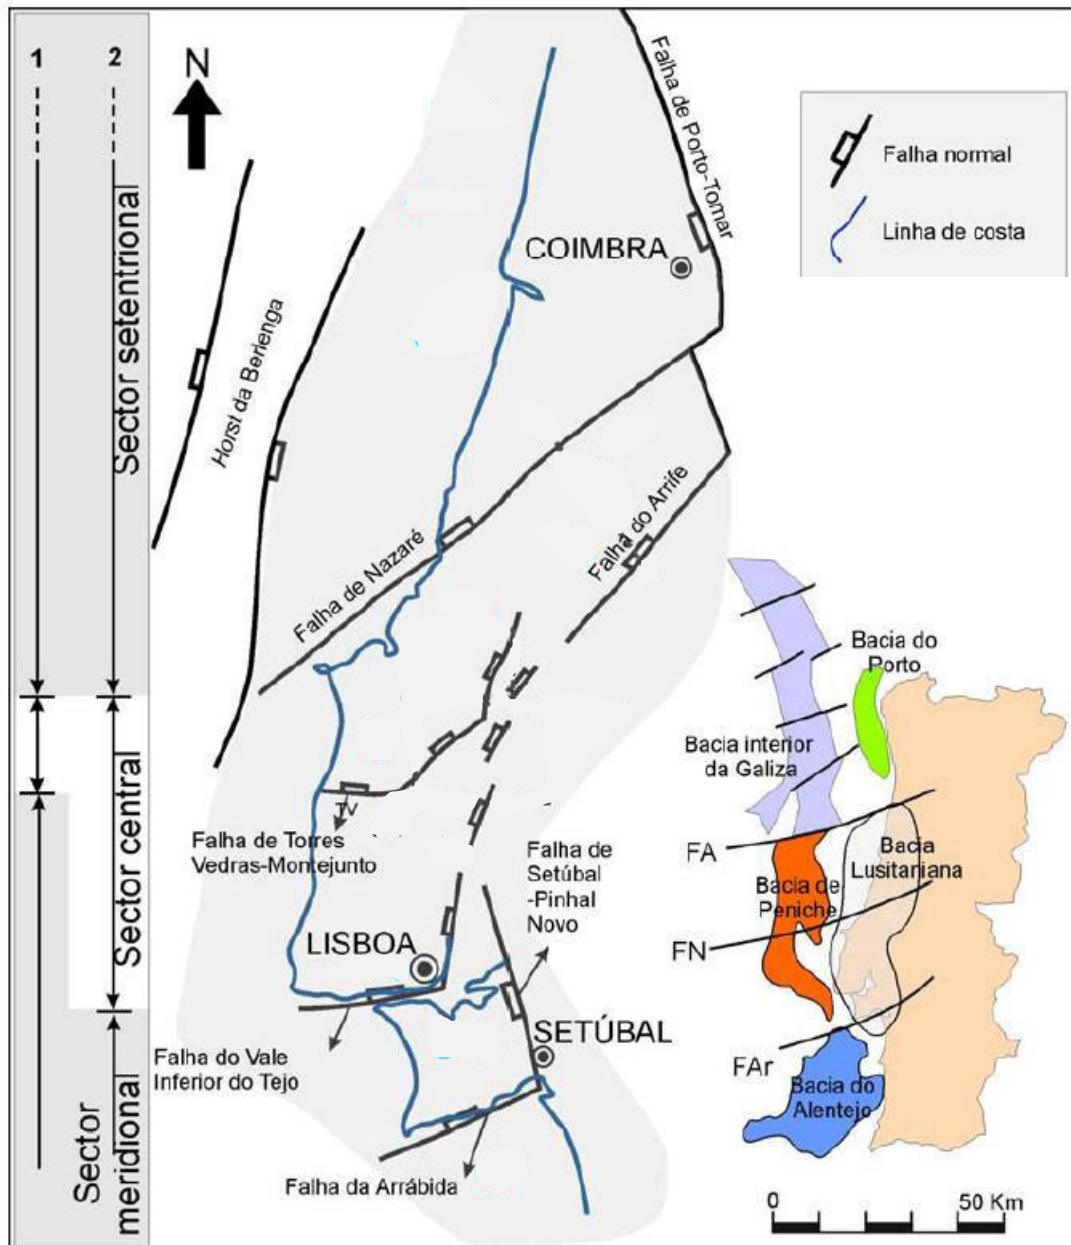 1
2
Sector setentrional
Sector central
Sector
meridional
N
Falha de Porto-Tomar
COIMBRA
Falha normal
Linha de costa
Horst da Berlenga
Falha de Nazaré
Falha do Arrife
TV
Falha de Torres
Vedras-Montejunto
Falha de
Setúbal
-Pinhal
Novo
LISBOA
SETÚBAL
Falha do Vale
Inferior do Tejo
Falha da Arrábida
Bacia do
Porto
Bacia interior
da Galiza
FA
Bacia
Lusitaniana
Bacia de
Peniche
FN
FAr
Bacia do
Alentejo
0
50 Km